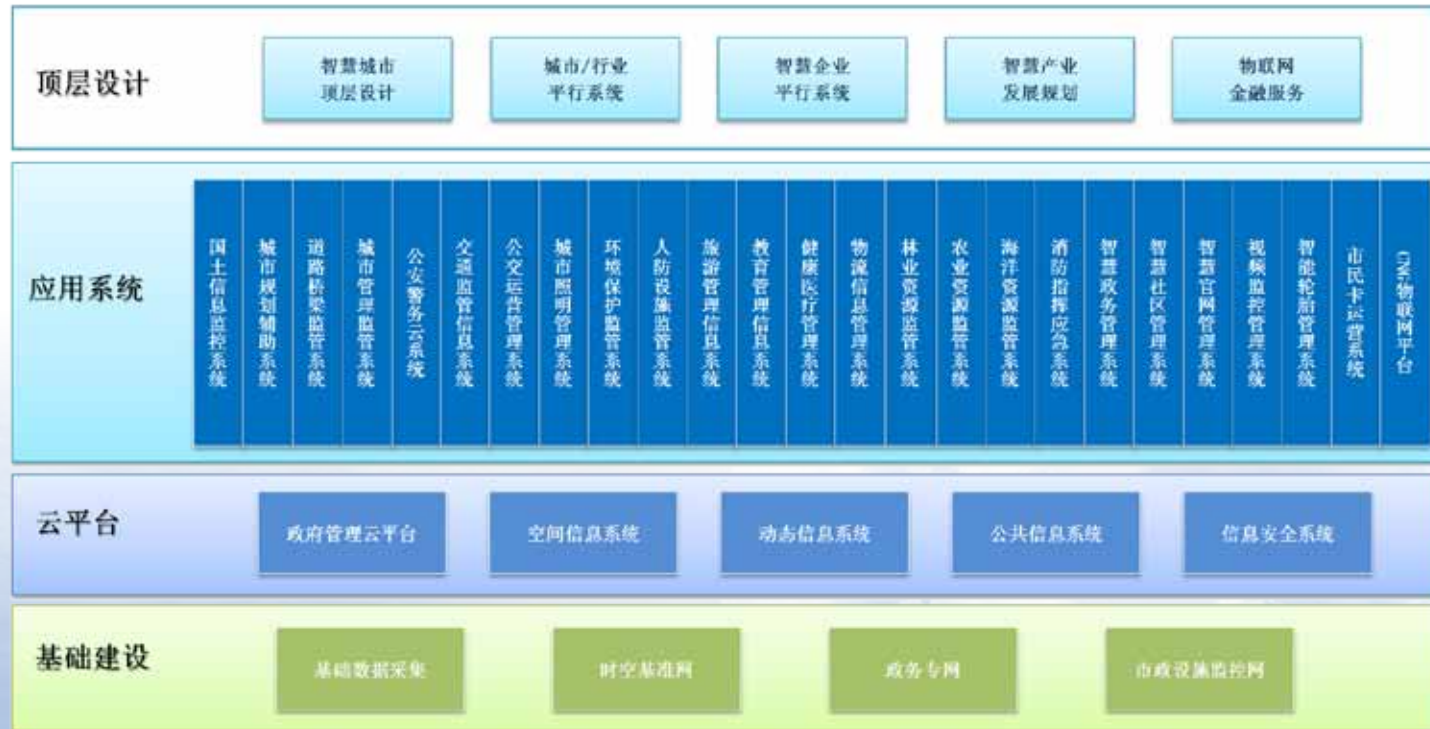 顶层设计
智慧城市
顶层设计
城市/行业
平行系统
智慧企业
平行系统
智慧产业
发展规划
物联网
金融服务
应用系统
国土信息监控系统
城市规划辅助系统
道路桥梁监管系统
城市管理监管系统
公安警务云系统
交通监管信息系统
公交运营管理系统
城市照明管理系统
环境保护监管系统
人防设施监管系统
旅游管理信息系统
教育管理信息系统
健康医疗管理系统
物流信息管理系统
林业资源监管系统
农业资源监管系统
海洋资源监管系统
消防指挥应急系统
智慧政务管理系统
智慧社区管理系统
智慧官网管理系统
视频监控管理系统
智能轮胎管理系统
市民卡运营系统
物联网平台
云平台
政府管理云平台
空间信息系统
动态信息系统
公共信息系统
信息安全系统
基础建设
基础数据采集
时空基准网
政务专网
市政设施监控网